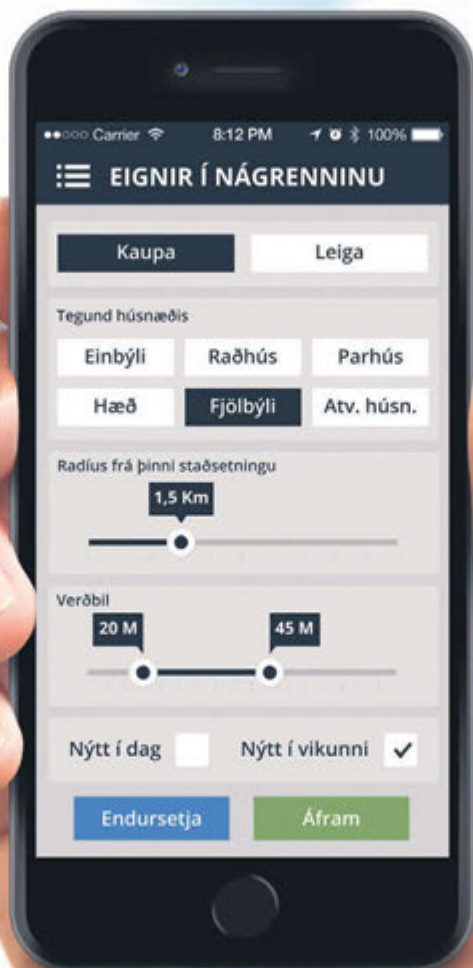 Carrier 8:12 PM 100%
EIGNIR Í NÁGRENNINU
Kaupa Leiga
Tegund húsnæðis
Einbýli Raðhús Parhús
Hæð Fjölbýli Atv. húsn.
Radíus frá þinni staðsetningu
1,5 Km
Verðbil
20 M 45 M
Nýtt í dag Nýtt í vikunni
Endursetja Áfram